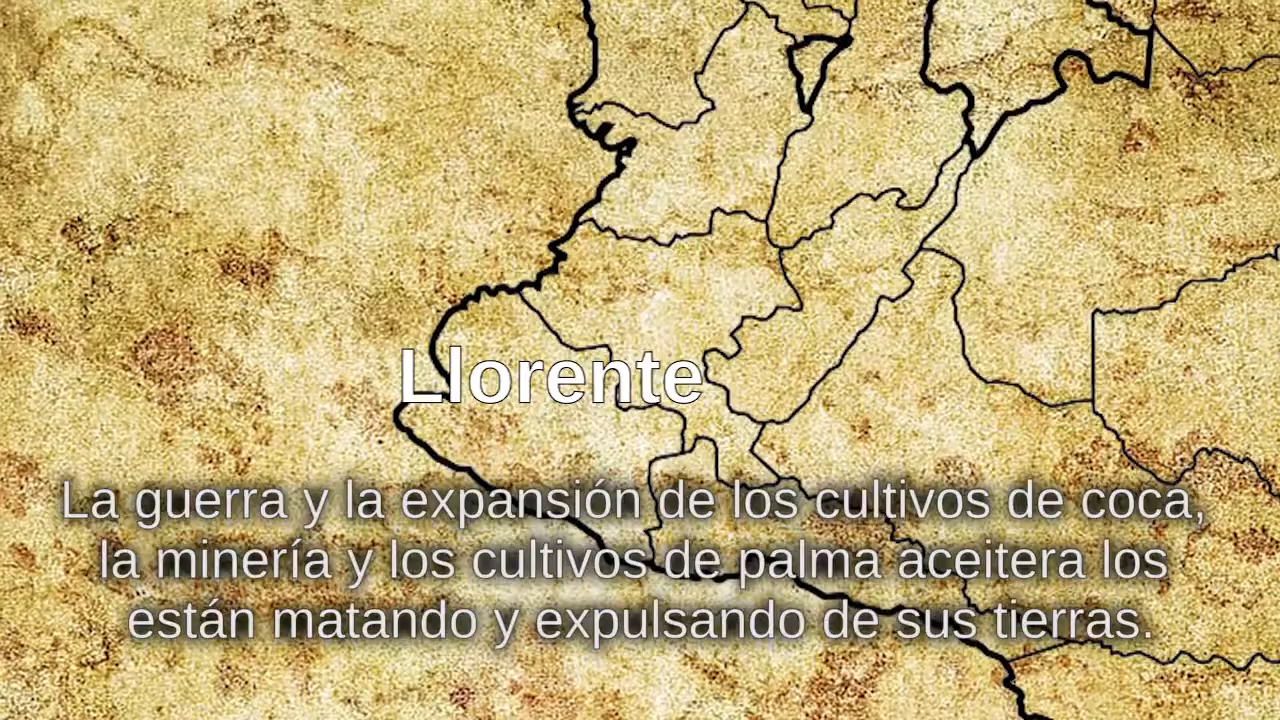 Llorente
La guerra y la expansión de los cultivos de coca,
la minería y los cultivos de palma aceitera los
están matando y expulsando de sus tierras.